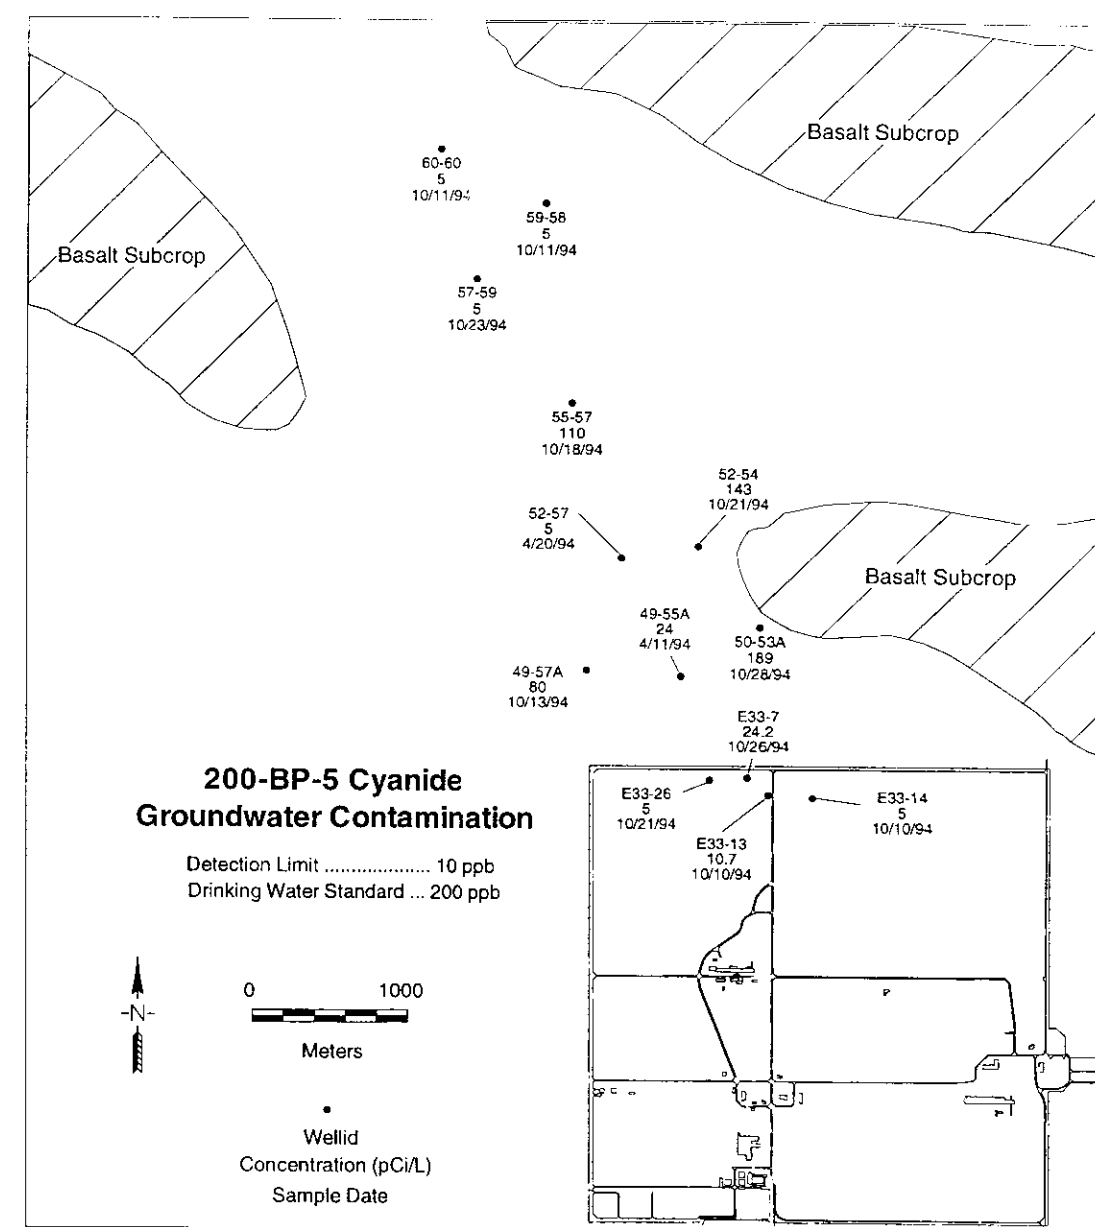 Basalt Subcrop
60-60
5
10/11/94
59-58
5
10/11/94
Basalt Subcrop
57-59
5
10/23/94
55-57
110
10/18/94
52-54
143
10/21/94
52-57
5
4/20/94
Basalt Subcrop
49-55A
24
4/11/94
50-53A
189
10/28/94
49-57A
80
10/13/94
E33-7
24.2
10/26/94
200-BP-5 Cyanide
Groundwater Contamination
E33-26
5
10/21/94
E33-14
5
10/10/94
E33-13
10.7
10/10/94
Detection Limit .................... 10 ppb
Drinking Water Standard ... 200 ppb
-N-
0 1000
Meters
Wellid
Concentration (pCi/L)
Sample Date